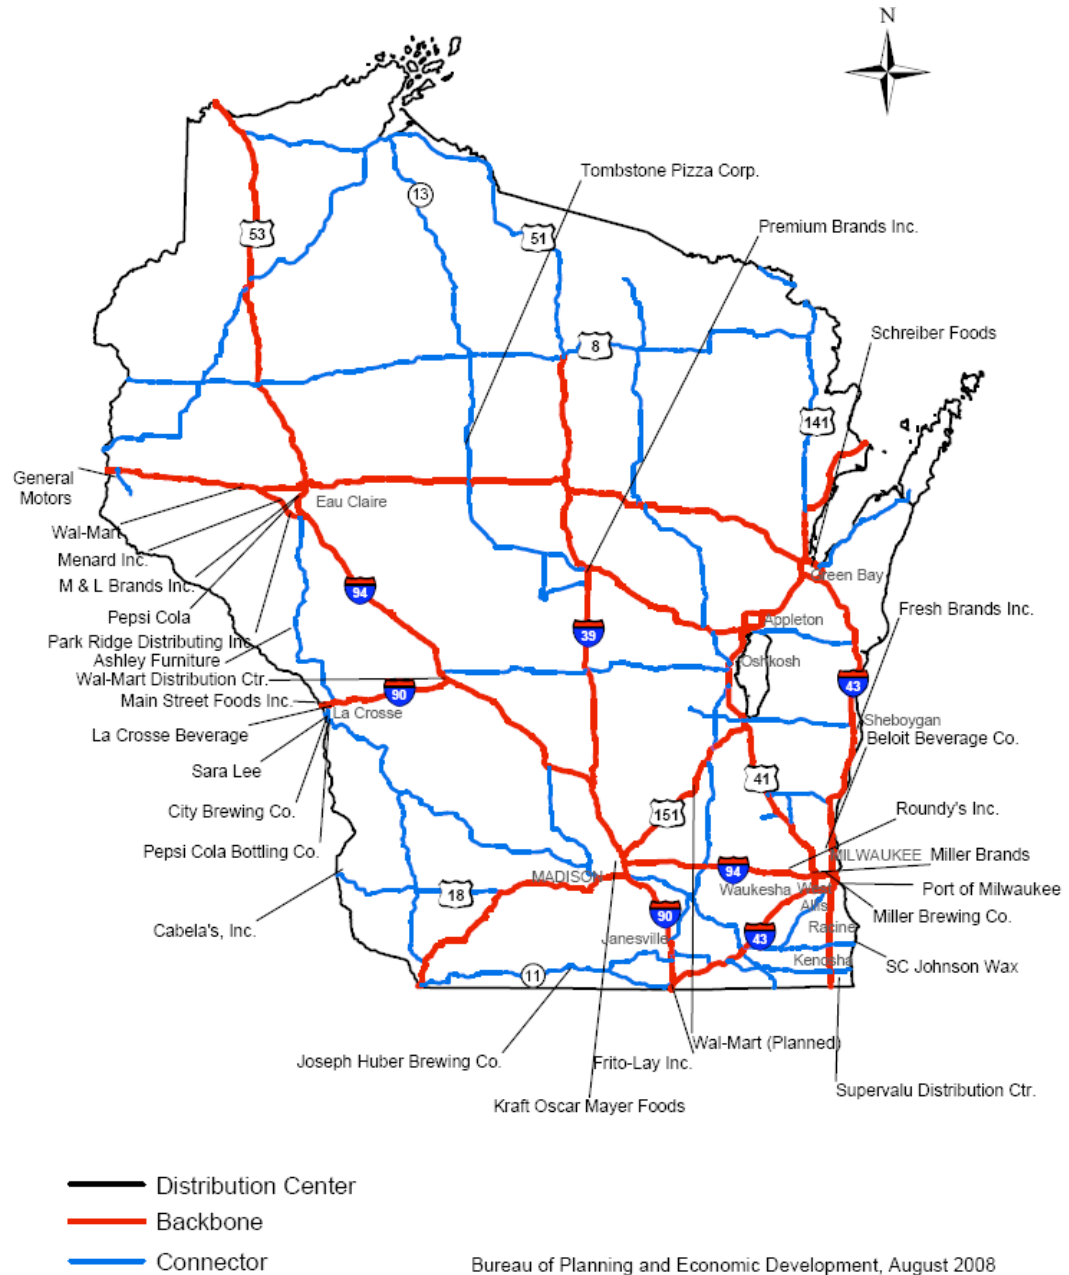 N
Tombstone Pizza Corp.
13
Premium Brands Inc.
53
51
Schreiber Foods
8
141
General
Motors
Eau Claire
Wal-Mart
Menard Inc.
M & L Brands Inc.
Green Bay
94
Pepsi Cola
Fresh Brands Inc.
Appleton
39
Park Ridge Distributing Inc
Ashley Furniture
Oshkosh
Wal-Mart Distribution Ctr.
90
43
Main Street Foods Inc.
La Crosse
Sheboygan
La Crosse Beverage
Beloit Beverage Co.
Sara Lee
41
City Brewing Co.
151
Roundy's Inc.
Pepsi Cola Bottling Co.
MILWAUKEE
Miller Brands
94
MADISON
Waukesha
West
Allis
Port of Milwaukee
18
90
Miller Brewing Co.
Cabela's, Inc.
Racine
Janesville
43
Kenosha
SC Johnson Wax
11
Wal-Mart (Planned)
Joseph Huber Brewing Co.
Frito-Lay Inc.
Supervalu Distribution Ctr.
Kraft Oscar Mayer Foods
Distribution Center
Backbone
Connector
Bureau of Planning and Economic Development, August 2008